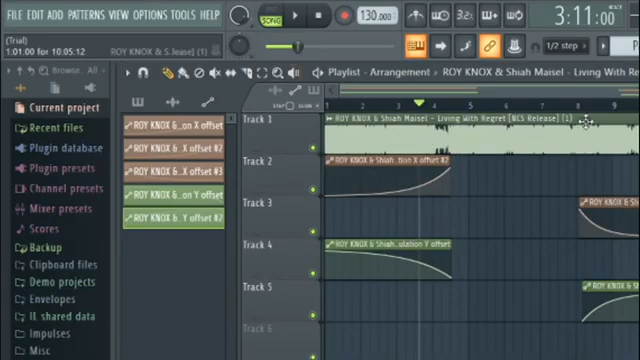 FILE EDIT ADD PATTERNS VIEW OPTIONS TOOLS HELP
(Trial)
1:01:00 for 10:05:12
ROY KNOX & S.lease] (1)
PAT
SONG
130.000
3:11:00
1/2 step
Browse All
Playlist - Arrangement ▸ ROY KNOX & Shiah Maisel - Living With Re
Current project
Recent files
Plugin database
Plugin presets
Channel presets
Mixer presets
Scores
Backup
Clipboard files
Demo projects
Envelopes
IL shared data
Impulses
Misc
ROY KNOX &..on X offset
ROY KNOX &.. X offset #2
ROY KNOX &.. X offset #3
ROY KNOX &..on Y offset
ROY KNOX &.. Y offset #2
1 2 3 4 5 6 7 8 9
Track 1
ROY KNOX & Shiah Maisel - Living With Regret [NCS Release] (1)
Track 2
ROY KNOX & Shiah..tion X offset #2
Track 3
ROY KNOX & Sh
Track 4
ROY KNOX & Shiah..ulation Y offset
Track 5
ROY KNOX & S
Track 6